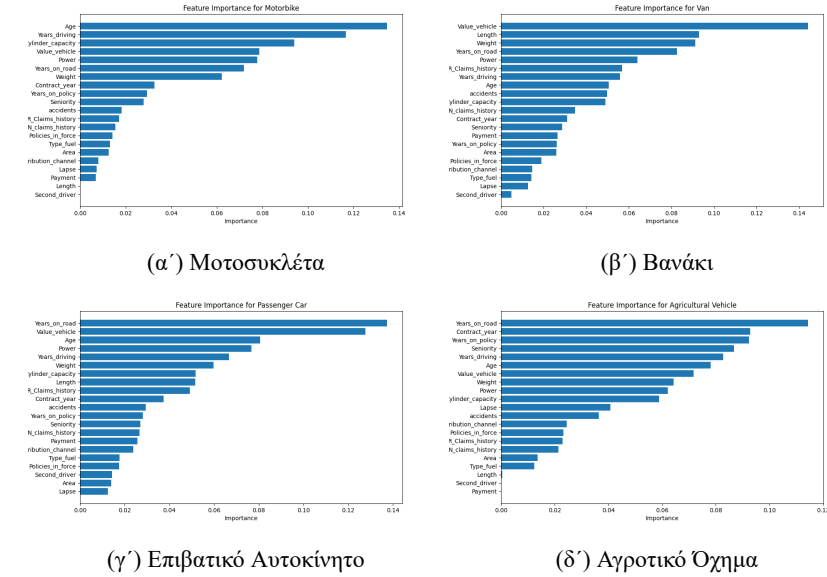 Feature Importance for Motorbike
Age
Years_driving
ylinder_capacity
Value_vehicle
Power
Years_on_road
Weight
Contract_year
Years_on_policy
Seniority
accidents
R_Claims_history
N_claims_history
Policies_in_force
Type_fuel
Area
ribution_channel
Lapse
Payment
Length
Second_driver
0.00 0.02 0.04 0.06 0.08 0.10 0.12 0.14
Importance
(α´) Μοτοσυκλέτα
Feature Importance for Van
Value_vehicle
Length
Weight
Years_on_road
Power
R_Claims_history
Years_driving
Age
accidents
ylinder_capacity
N_claims_history
Contract_year
Seniority
Payment
Years_on_policy
Area
Policies_in_force
ribution_channel
Type_fuel
Lapse
Second_driver
0.00 0.02 0.04 0.06 0.08 0.10 0.12 0.14
Importance
(β´) Βανάκι
Feature Importance for Passenger Car
Years_on_road
Value_vehicle
Age
Power
Years_driving
Weight
ylinder_capacity
Length
R_Claims_history
Contract_year
accidents
Years_on_policy
Seniority
N_claims_history
Payment
ribution_channel
Type_fuel
Policies_in_force
Second_driver
Area
Lapse
0.00 0.02 0.04 0.06 0.08 0.10 0.12 0.14
Importance
(γ´) Επιβατικό Αυτοκίνητο
Feature Importance for Agricultural Vehicle
Years_on_road
Contract_year
Years_on_policy
Seniority
Years_driving
Age
Value_vehicle
Weight
Power
ylinder_capacity
Lapse
accidents
ribution_channel
Policies_in_force
R_Claims_history
N_claims_history
Area
Type_fuel
Length
Second_driver
Payment
0.00 0.02 0.04 0.06 0.08 0.10 0.12
Importance
(δ´) Αγροτικό Όχημα